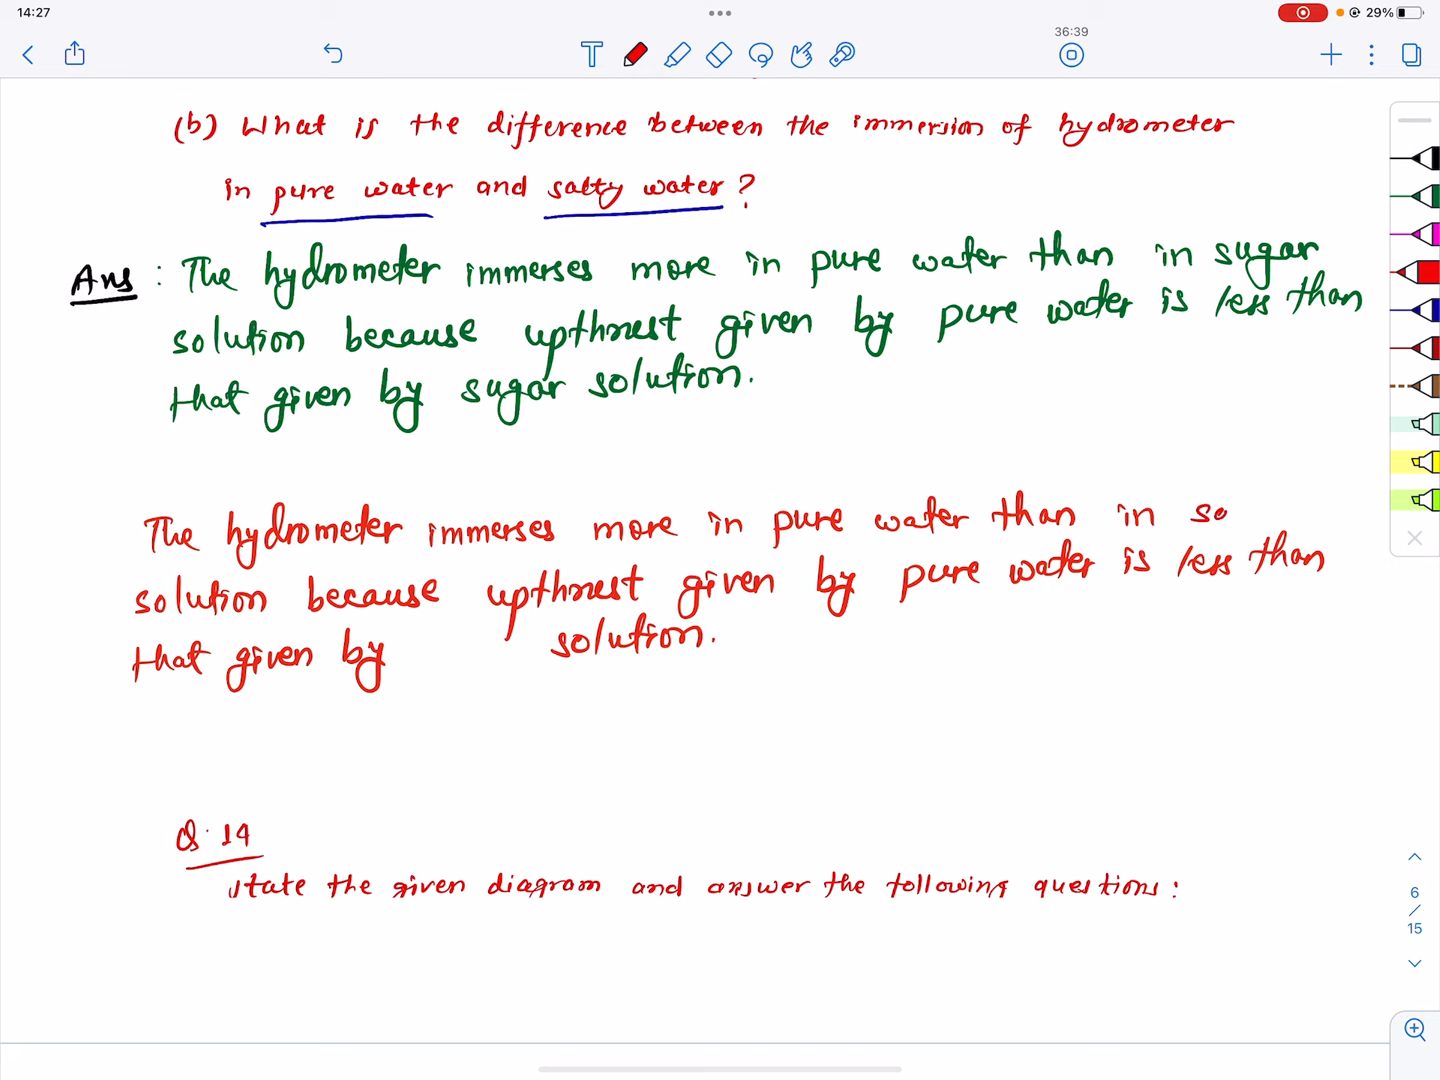 14:27
29%
36:39
(b) What is the difference between the immersion of hydrometer
in pure water and salty water ?
Ans : The hydrometer immerses more in pure water than in sugar
solution because upthrust given by pure water is less than
that given by sugar solution.
The hydrometer immerses more in pure water than in so
solution because upthrust given by pure water is less than
that given by solution.
Q. 14
state the given diagram and answer the following questions :
6
/
15